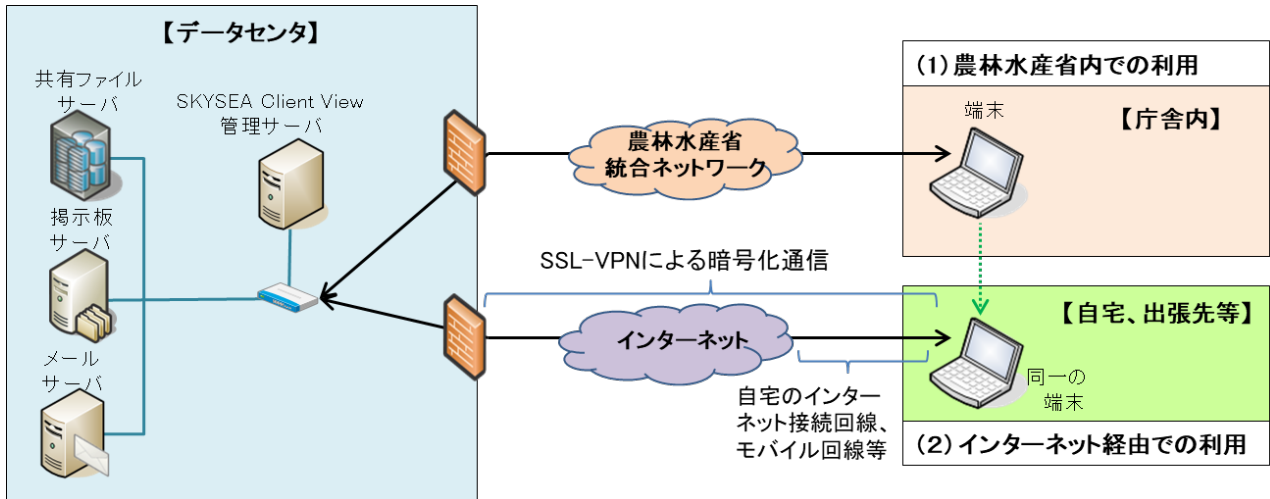 【データセンタ】
共有ファイル
サーバ
SKYSEA Client View
管理サーバ
掲示板
サーバ
メール
サーバ
農林水産省
統合ネットワーク
SSL-VPNによる暗号化通信
インターネット
自宅のインター
ネット接続回線、
モバイル回線等
(1)農林水産省内での利用
端末
【庁舎内】
【自宅、出張先等】
同一の
端末
(2)インターネット経由での利用